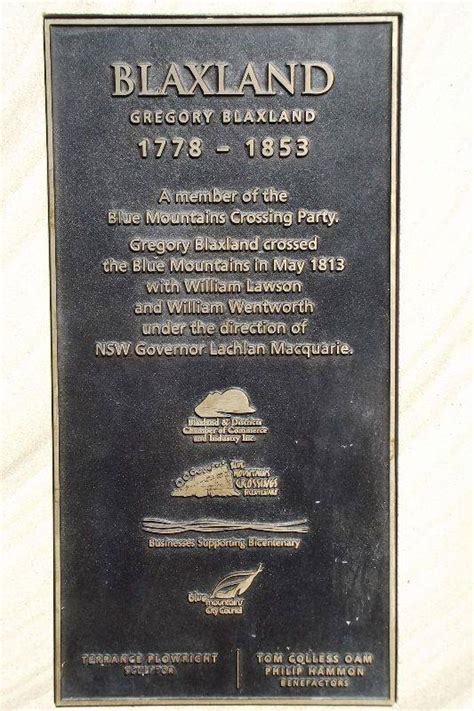 BLAXLAND
GREGORY BLAXLAND
1778 – 1853
A member of the
Blue Mountains Crossing Party.
Gregory Blaxland crossed
the Blue Mountains in May 1813
with William Lawson
and William Wentworth
under the direction of
NSW Governor Lachlan Macquarie.
Blaxland & Districts
Chamber of Commerce
and Industry Inc.
BLUE
MOUNTAINS
CROSSINGS
BICENTENARY
Businesses Supporting Bicentenary
Blue
Mountains
City Council
TERRANCE PLOWRIGHT
SCULPTOR
TOM COLLESS OAM
PHILIP HAMMON
BENEFACTORS